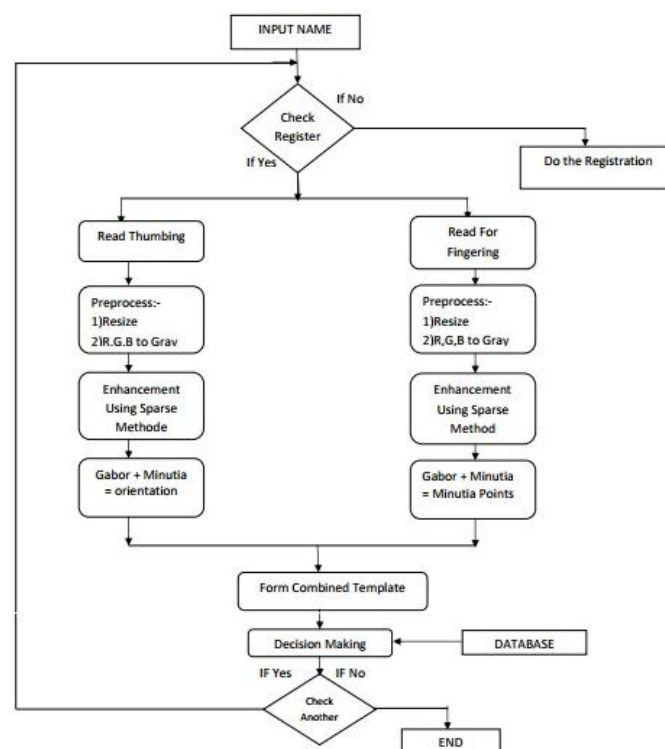 INPUT NAME
If No
Check
Register
If Yes
Do the Registration
Read Thumbing
Read For
Fingering
Preprocess:-
1)Resize
2)R.G.B to Gray
Preprocess:-
1)Resize
2)R,G,B to Gray
Enhancement
Using Sparse
Methode
Enhancement
Using Sparse
Method
Gabor + Minutia
= orientation
Gabor + Minutia
= Minutia Points
Form Combined Template
Decision Making
DATABASE
IF Yes
IF No
Check
Another
END